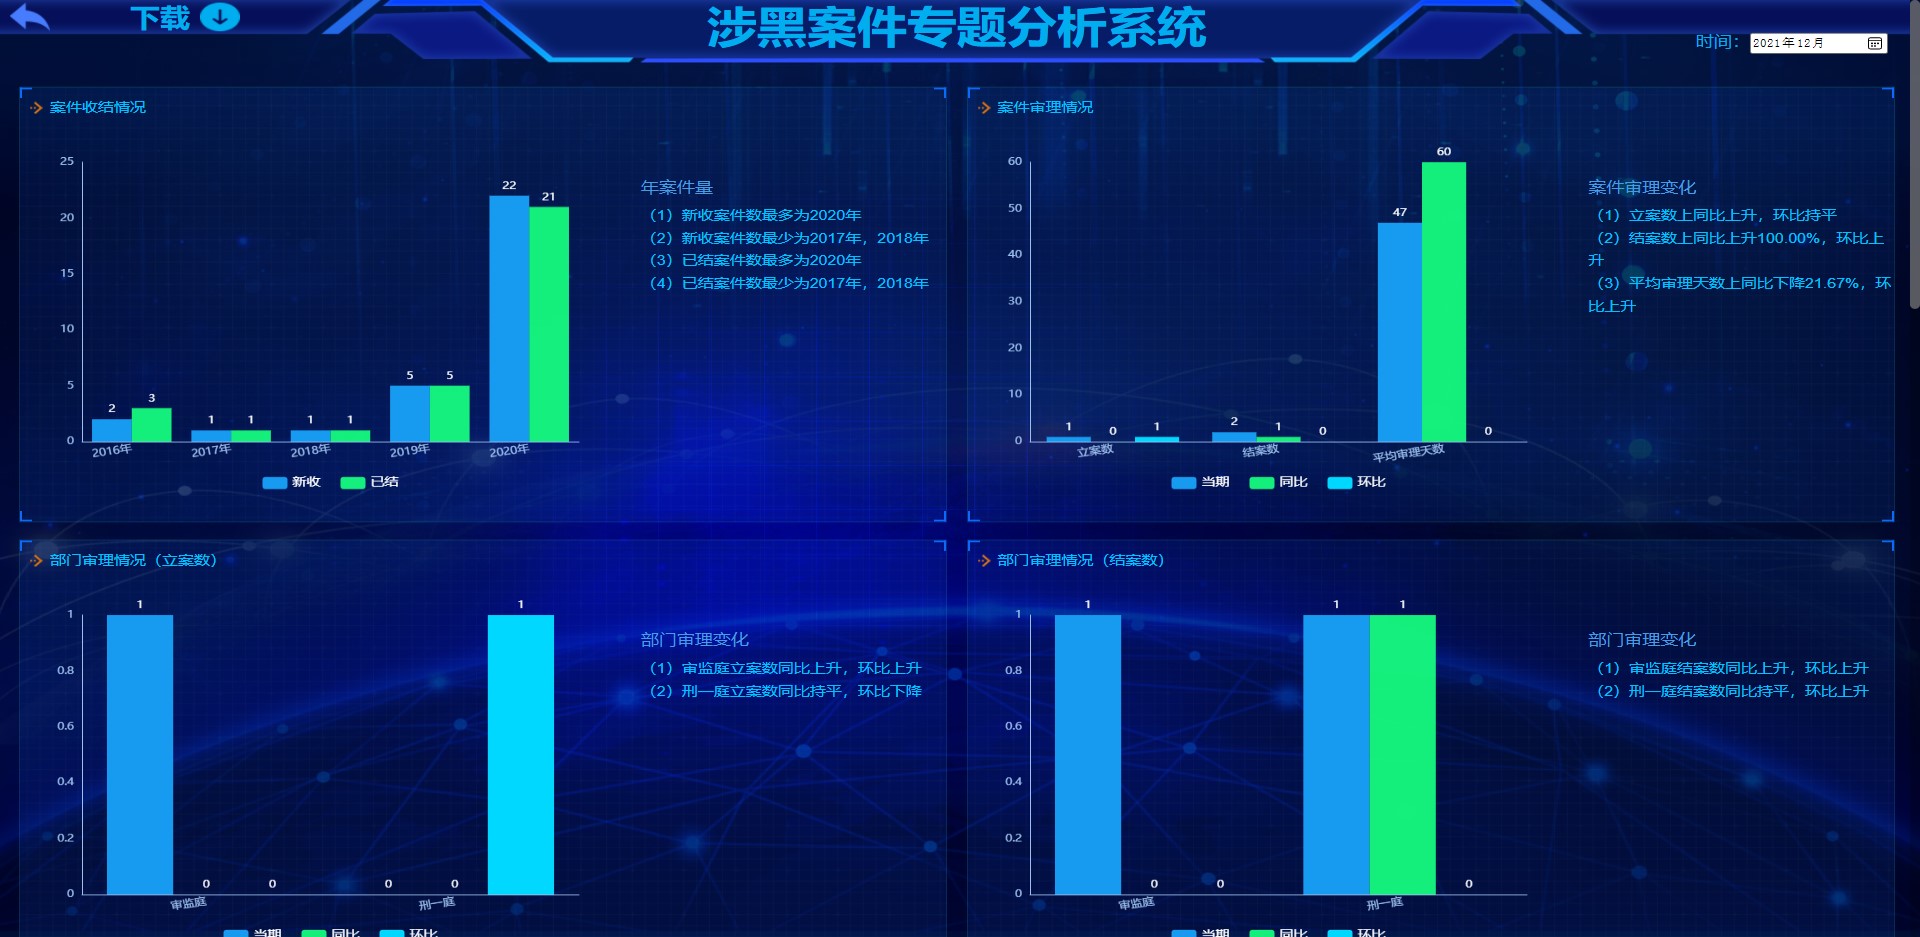 下载
涉黑案件专题分析系统
时间：
2021年12月
案件收结情况
25
20
15
10
5
0
2
3
1
1
1
1
5
5
22
21
2016年
2017年
2018年
2019年
2020年
新收
已结
年案件量
（1）新收案件数最多为2020年
（2）新收案件数最少为2017年，2018年
（3）已结案件数最多为2020年
（4）已结案件数最少为2017年，2018年
案件审理情况
60
50
40
30
20
10
0
1
0
1
2
1
0
47
60
0
立案数
结案数
平均审理天数
当期
同比
环比
案件审理变化
（1）立案数上同比上升，环比持平
（2）结案数上同比上升100.00%，环比上
升
（3）平均审理天数上同比下降21.67%，环
比上升
部门审理情况（立案数）
1
0.8
0.6
0.4
0.2
0
1
0
0
0
0
1
审监庭
刑一庭
当期
同比
环比
部门审理变化
（1）审监庭立案数同比上升，环比上升
（2）刑一庭立案数同比持平，环比下降
部门审理情况（结案数）
1
0.8
0.6
0.4
0.2
0
1
0
0
1
1
0
审监庭
刑一庭
当期
同比
环比
部门审理变化
（1）审监庭结案数同比上升，环比上升
（2）刑一庭结案数同比持平，环比上升